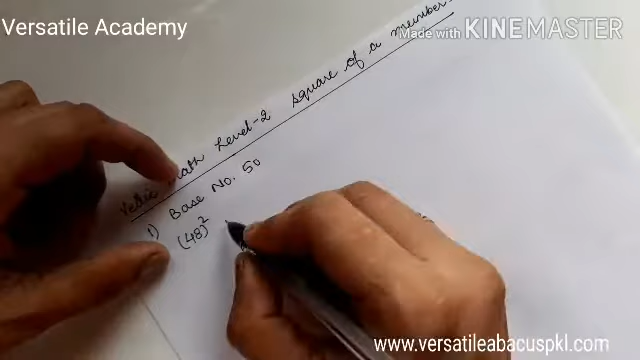 Versatile Academy
Made with KINEMASTER
Vedic Math Level-2 Square of a number
1) Base No. 50
(48)²
www.versatileabacuspkl.com